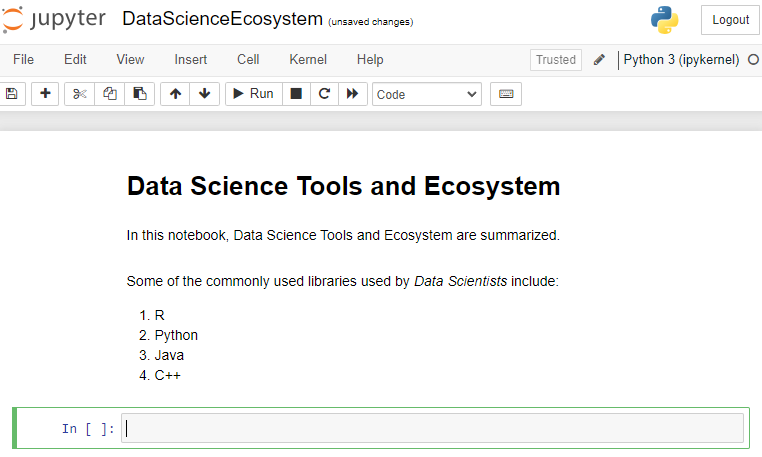 jupyter DataScienceEcosystem (unsaved changes) Logout
File Edit View Insert Cell Kernel Help Trusted Python 3 (ipykernel)
Run Code
Data Science Tools and Ecosystem
In this notebook, Data Science Tools and Ecosystem are summarized.
Some of the commonly used libraries used by Data Scientists include:
1. R
2. Python
3. Java
4. C++
In [ ]: